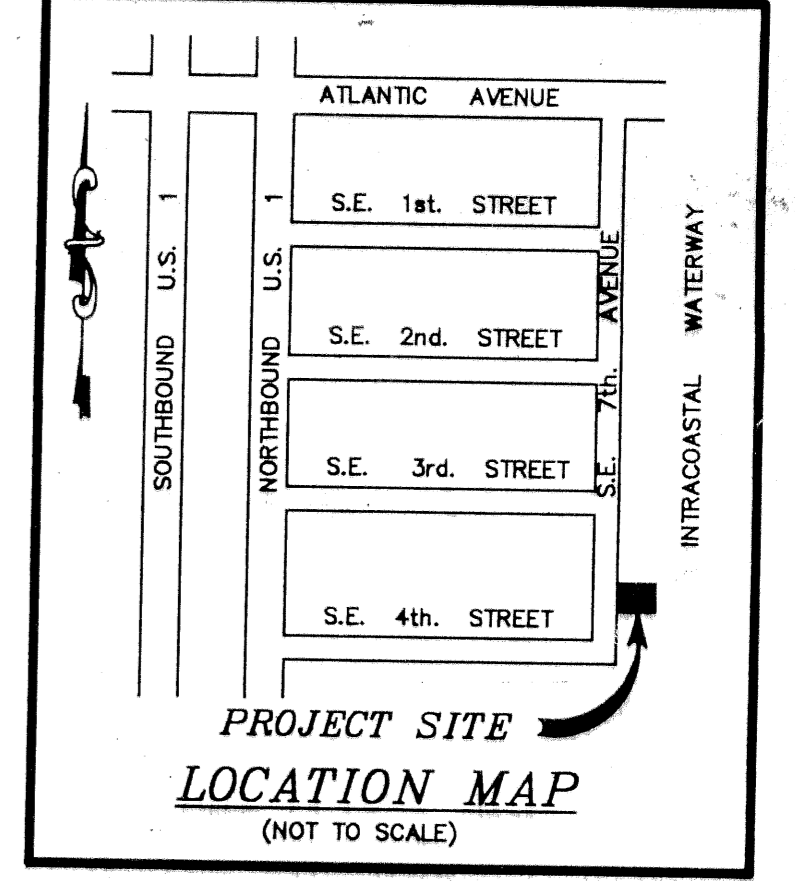 ATLANTIC AVENUE
S.E. 1st. STREET
S.E. 2nd. STREET
S.E. 3rd. STREET
S.E. 4th. STREET
SOUTHBOUND U.S. 1
NORTHBOUND U.S. 1
S.E. 7th. AVENUE
INTRACOASTAL WATERWAY
PROJECT SITE
LOCATION MAP
(NOT TO SCALE)